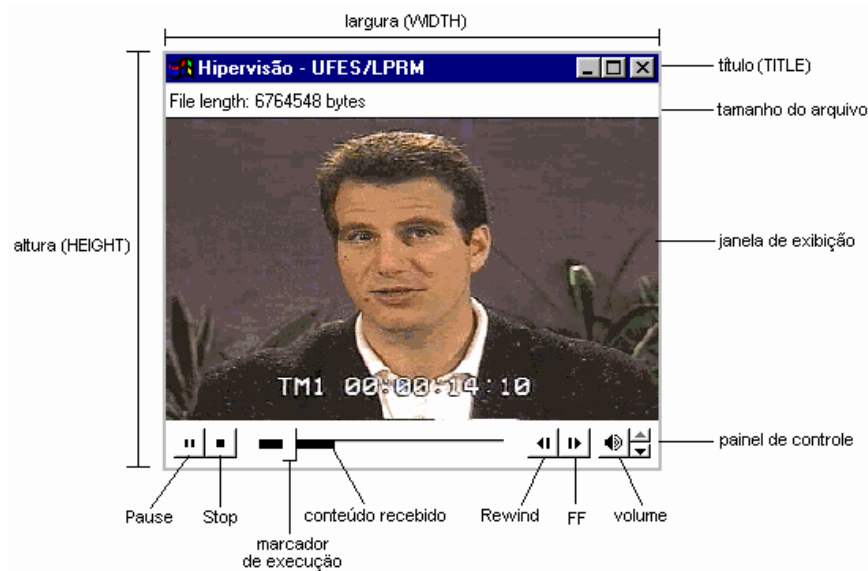 largura (WIDTH)
Hipervisão - UFES/LPRM
título (TITLE)
File length: 6764548 bytes
tamanho do arquivo
altura (HEIGHT)
janela de exibição
TM1 00:00:14:10
painel de controle
Pause
Stop
conteúdo recebido
Rewind
FF
volume
marcador
de execução